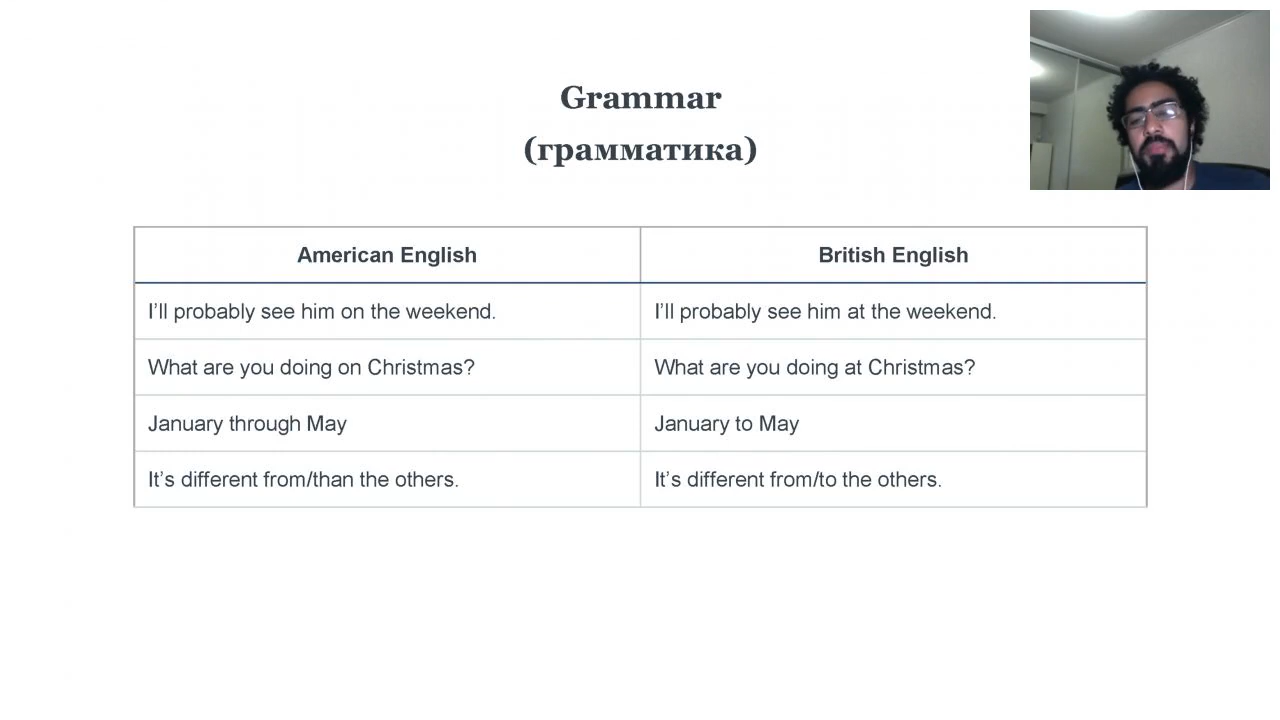 Grammar
(грамматика)
American English
British English
I’ll probably see him on the weekend.
I’ll probably see him at the weekend.
What are you doing on Christmas?
What are you doing at Christmas?
January through May
January to May
It’s different from/than the others.
It’s different from/to the others.